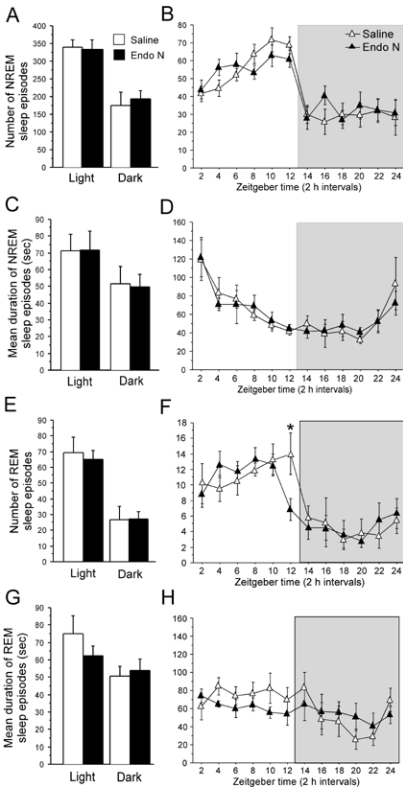 A
Number of NREM
sleep episodes
400
350
300
250
200
150
100
50
0
Saline
Endo N
Light
Dark
B
80
70
60
50
40
30
20
10
0
Saline
Endo N
2 4 6 8 10 12 14 16 18 20 22 24
Zeitgeber time (2 h intervals)
C
Mean duration of NREM
sleep episodes (sec)
90
80
70
60
50
40
30
20
10
0
Light
Dark
D
160
140
120
100
80
60
40
20
0
2 4 6 8 10 12 14 16 18 20 22 24
Zeitgeber time (2 h intervals)
E
Number of REM
sleep episodes
90
80
70
60
50
40
30
20
10
0
Light
Dark
F
18
16
14
12
10
8
6
4
2
0
*
2 4 6 8 10 12 14 16 18 20 22 24
Zeitgeber time (2 h intervals)
G
Mean duration of REM
sleep episodes (sec)
90
80
70
60
50
40
30
20
10
0
Light
Dark
H
160
140
120
100
80
60
40
20
0
2 4 6 8 10 12 14 16 18 20 22 24
Zeitgeber time (2 h intervals)